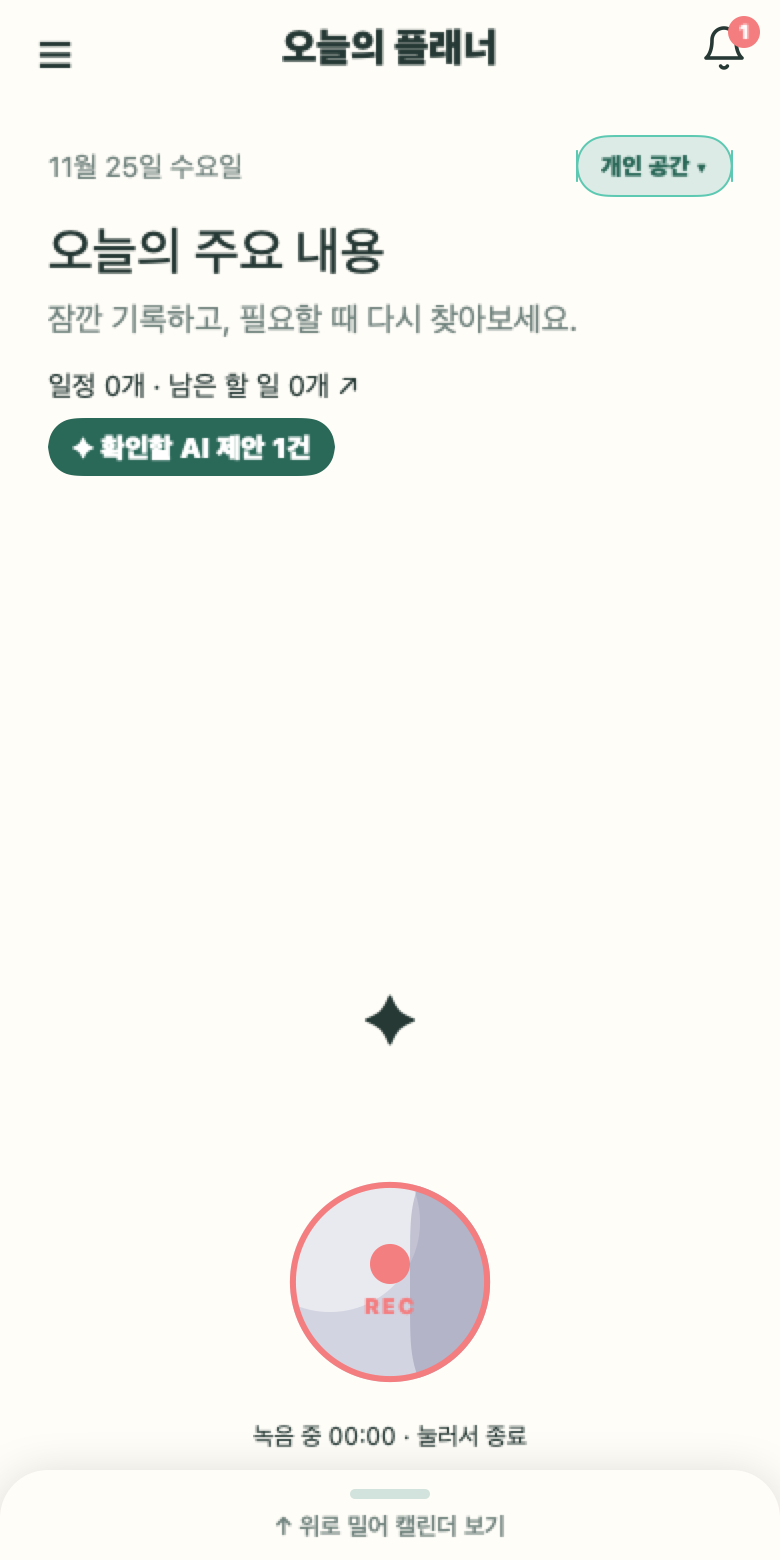 오늘의 플래너
1
11월 25일 수요일
개인 공간 ▾
오늘의 주요 내용
잠깐 기록하고, 필요할 때 다시 찾아보세요.
일정 0개 · 남은 할 일 0개 ↗
✦ 확인할 AI 제안 1건
REC
녹음 중 00:00 · 눌러서 종료
↑ 위로 밀어 캘린더 보기